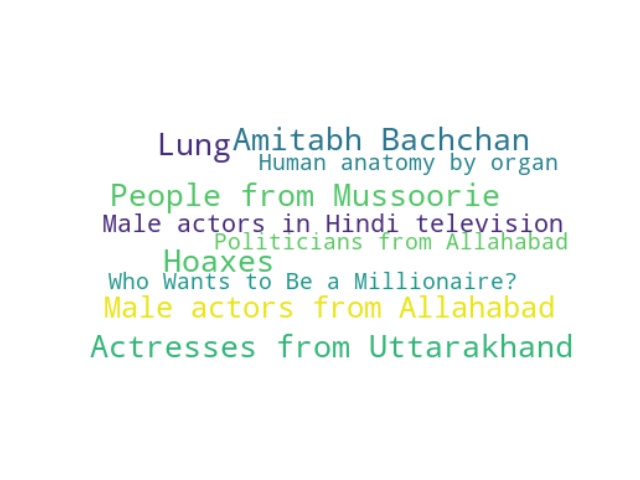 Lung
Amitabh Bachchan
Human anatomy by organ
People from Mussoorie
Male actors in Hindi television
Politicians from Allahabad
Hoaxes
Who Wants to Be a Millionaire?
Male actors from Allahabad
Actresses from Uttarakhand